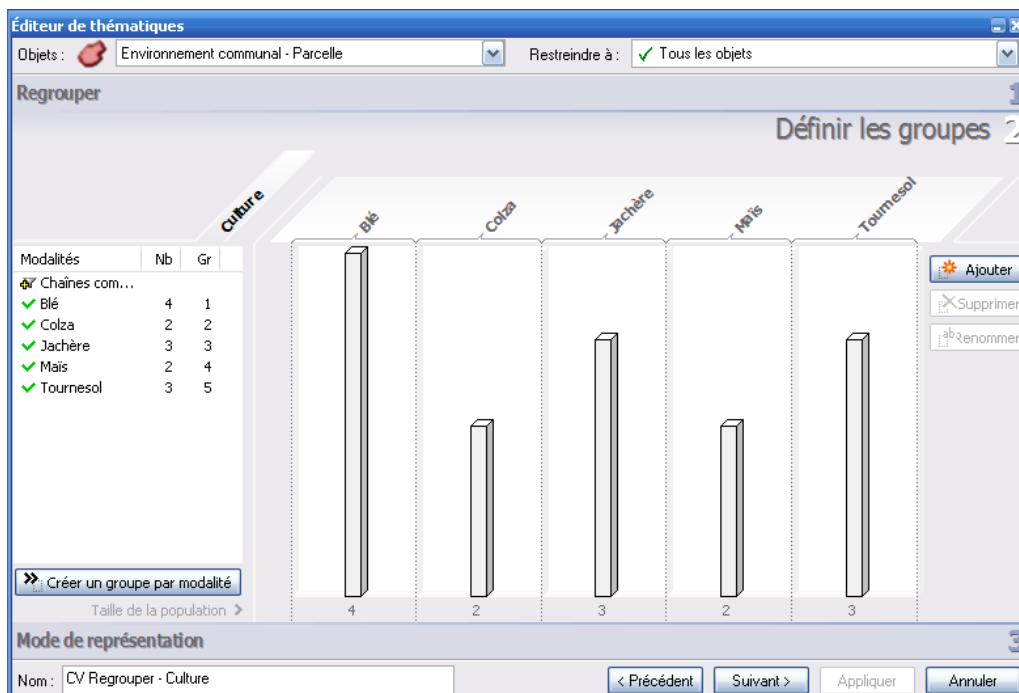 Éditeur de thématiques
Objets : Environnement communal - Parcelle Restreindre à : Tous les objets
Regrouper 1
Définir les groupes 2
Culture Blé Colza Jachère Maïs Tournesol
Modalités Nb Gr
Chaînes com...
Blé 4 1
Colza 2 2
Jachère 3 3
Maïs 2 4
Tournesol 3 5
Ajouter
Supprimer
Renommer
Créer un groupe par modalité
Taille de la population >
4 2 3 2 3
Mode de représentation 3
Nom : CV Regrouper - Culture < Précédent Suivant > Appliquer Annuler